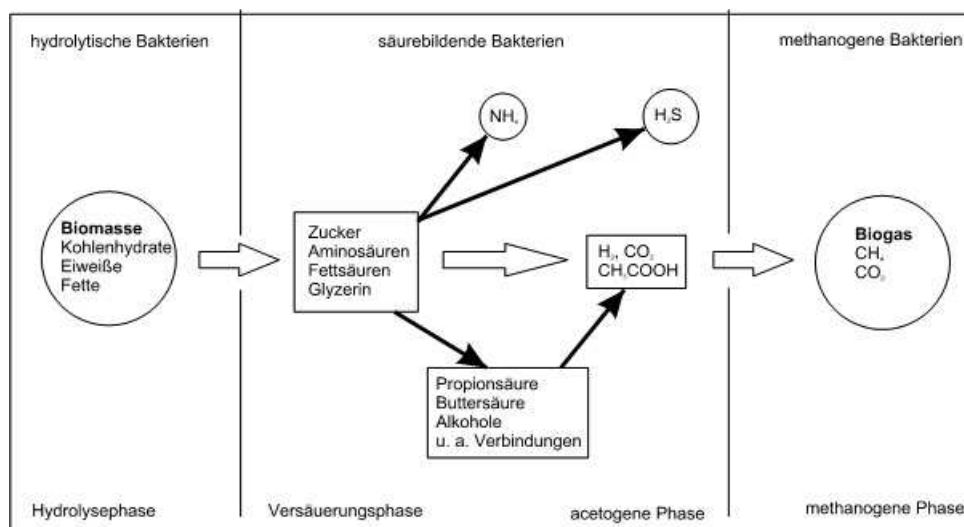 hydrolytische Bakterien
säurebildende Bakterien
methanogene Bakterien
NH₄
H₂S
Biomasse
Kohlenhydrate
Eiweiße
Fette
Zucker
Aminosäuren
Fettsäuren
Glyzerin
H₂, CO₂
CH₃COOH
Biogas
CH₄
CO₂
Propionsäure
Buttersäure
Alkohole
u. a. Verbindungen
Hydrolysephase
Versäuerungsphase
acetogene Phase
methanogene Phase